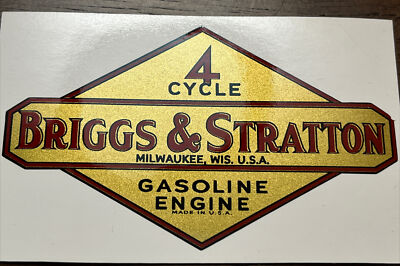 4
CYCLE
BRIGGS & STRATTON
MILWAUKEE, WIS. U.S.A.
GASOLINE
ENGINE
MADE IN U.S.A.